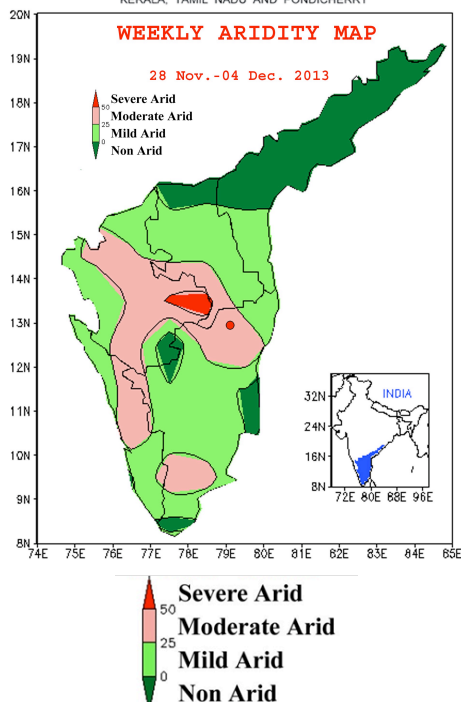 KERALA, TAMIL NADU AND PONDICHERRY
20N
WEEKLY ARIDITY MAP
19N
28 Nov.-04 Dec. 2013
Severe Arid
50
18N
Moderate Arid
25
Mild Arid
0
17N
Non Arid
16N
15N
14N
13N
12N
11N
10N
9N
8N
32N
INDIA
24N
16N
8N
72E 80E 88E 96E
74E 75E 76E 77E 78E 79E 80E 81E 82E 83E 84E 85E
Severe Arid
50
Moderate Arid
25
Mild Arid
0
Non Arid